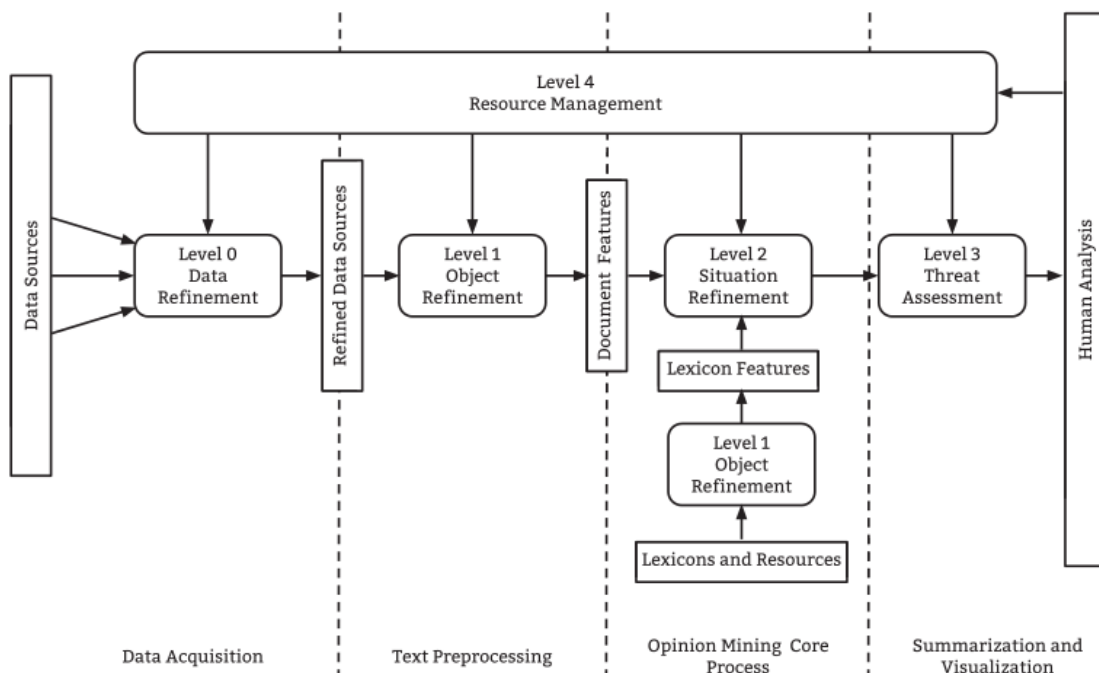 Level 4
Resource Management
Data Sources
Level 0
Data
Refinement
Refined Data Sources
Level 1
Object
Refinement
Document Features
Level 2
Situation
Refinement
Level 3
Threat
Assessment
Human Analysis
Lexicon Features
Level 1
Object
Refinement
Lexicons and Resources
Data Acquisition
Text Preprocessing
Opinion Mining Core
Process
Summarization and
Visualization